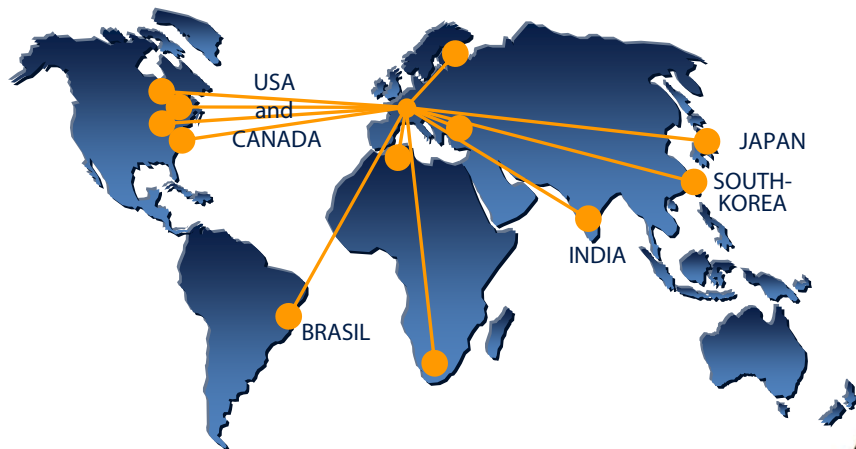 USA
and
CANADA
JAPAN
SOUTH-
KOREA
INDIA
BRASIL